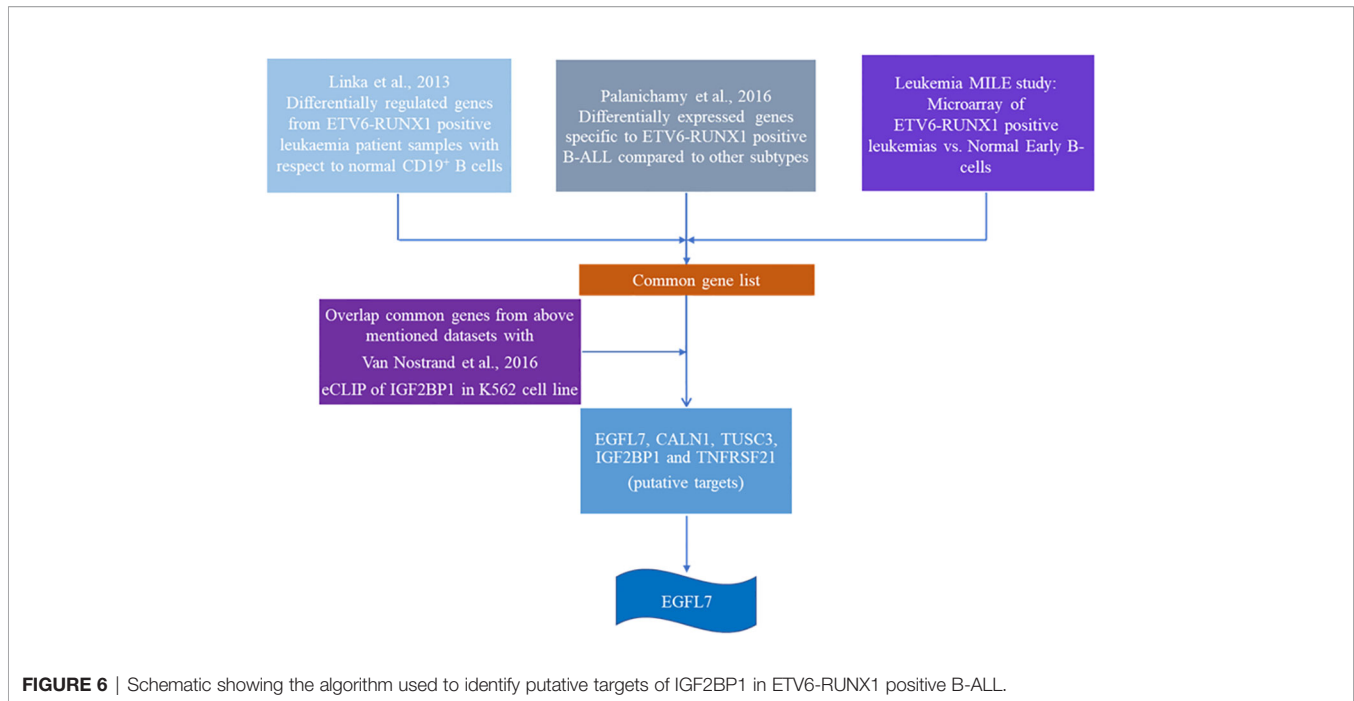 Linka et al., 2013
Differentially regulated genes
from ETV6-RUNX1 positive
leukaemia patient samples with
respect to normal CD19⁺ B cells
Palanichamy et al., 2016
Differentially expressed genes
specific to ETV6-RUNX1 positive
B-ALL compared to other subtypes
Leukemia MILE study:
Microarray of
ETV6-RUNX1 positive
leukemias vs. Normal Early B-
cells
Common gene list
Overlap common genes from above
mentioned datasets with
Van Nostrand et al., 2016
eCLIP of IGF2BP1 in K562 cell line
EGFL7, CALN1, TUSC3,
IGF2BP1 and TNFRSF21
(putative targets)
EGFL7
FIGURE 6 | Schematic showing the algorithm used to identify putative targets of IGF2BP1 in ETV6-RUNX1 positive B-ALL.